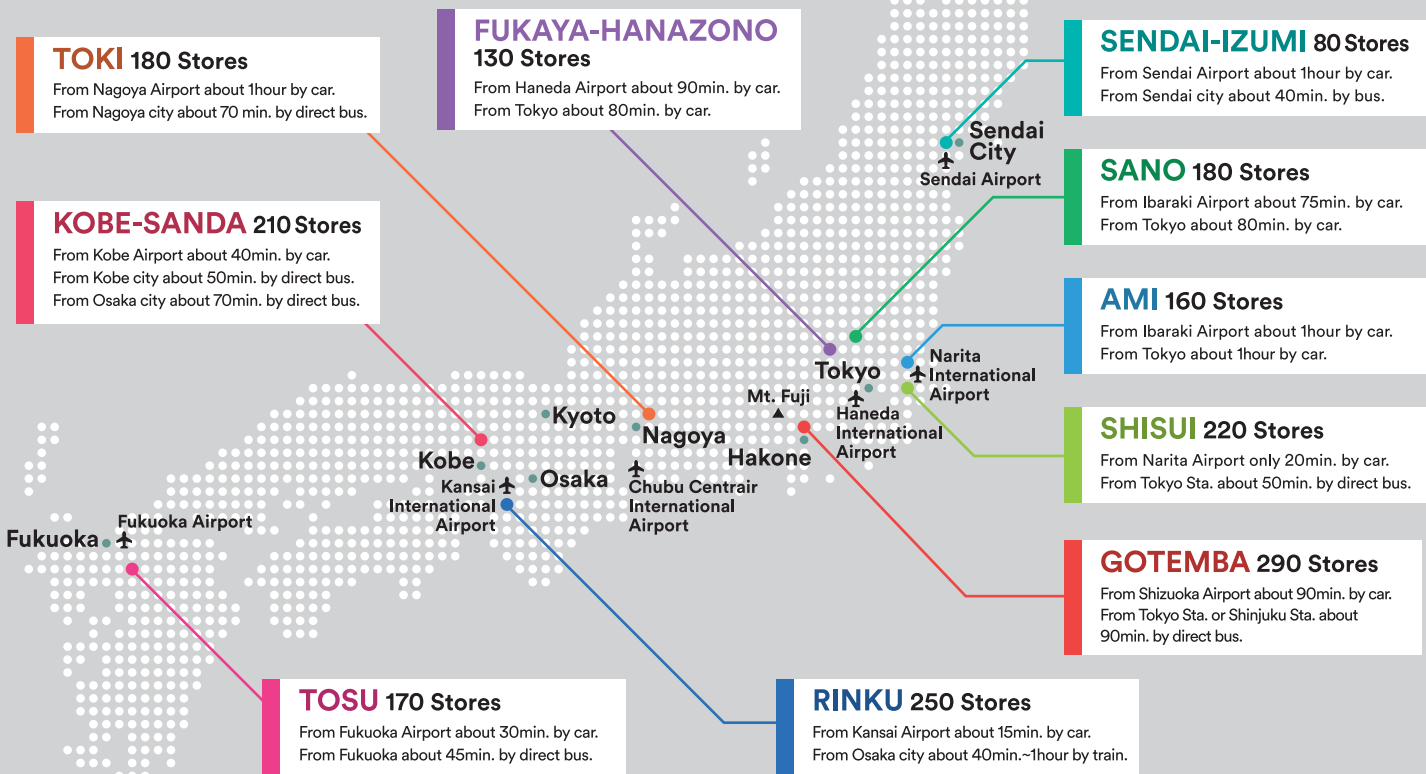 TOKI 180 Stores
From Nagoya Airport about 1hour by car.
From Nagoya city about 70 min. by direct bus.
FUKAYA-HANAZONO
130 Stores
From Haneda Airport about 90min. by car.
From Tokyo about 80min. by car.
SENDAI-IZUMI 80 Stores
From Sendai Airport about 1hour by car.
From Sendai city about 40min. by bus.
Sendai
City
Sendai Airport
SANO 180 Stores
From Ibaraki Airport about 75min. by car.
From Tokyo about 80min. by car.
KOBE-SANDA 210 Stores
From Kobe Airport about 40min. by car.
From Kobe city about 50min. by direct bus.
From Osaka city about 70min. by direct bus.
AMI 160 Stores
From Ibaraki Airport about 1hour by car.
From Tokyo about 1hour by car.
Tokyo
Narita
International
Airport
Mt. Fuji
Haneda
International
Airport
Kyoto
Nagoya
Hakone
Kobe
Osaka
Kansai
International
Airport
Chubu Centrair
International
Airport
SHISUI 220 Stores
From Narita Airport only 20min. by car.
From Tokyo Sta. about 50min. by direct bus.
Fukuoka Airport
Fukuoka
GOTEMBA 290 Stores
From Shizuoka Airport about 90min. by car.
From Tokyo Sta. or Shinjuku Sta. about
90min. by direct bus.
TOSU 170 Stores
From Fukuoka Airport about 30min. by car.
From Fukuoka about 45min. by direct bus.
RINKU 250 Stores
From Kansai Airport about 15min. by car.
From Osaka city about 40min.~1hour by train.